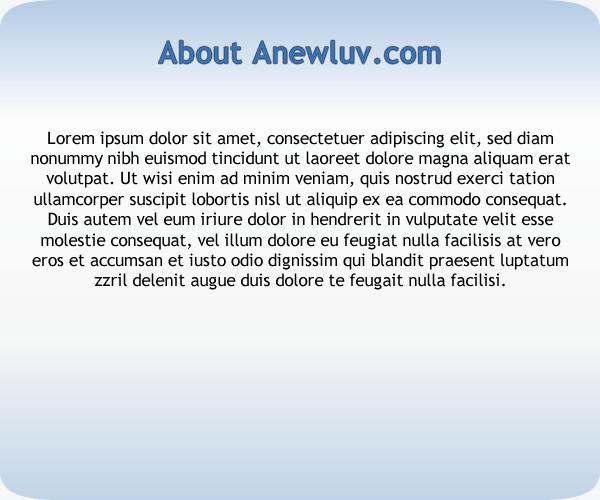 About Anewluv.com
Lorem ipsum dolor sit amet, consectetuer adipiscing elit, sed diam
nonummy nibh euismod tincidunt ut laoreet dolore magna aliquam erat
volutpat. Ut wisi enim ad minim veniam, quis nostrud exerci tation
ullamcorper suscipit lobortis nisl ut aliquip ex ea commodo consequat.
Duis autem vel eum iriure dolor in hendrerit in vulputate velit esse
molestie consequat, vel illum dolore eu feugiat nulla facilisis at vero
eros et accumsan et iusto odio dignissim qui blandit praesent luptatum
zzril delenit augue duis dolore te feugait nulla facilisi.